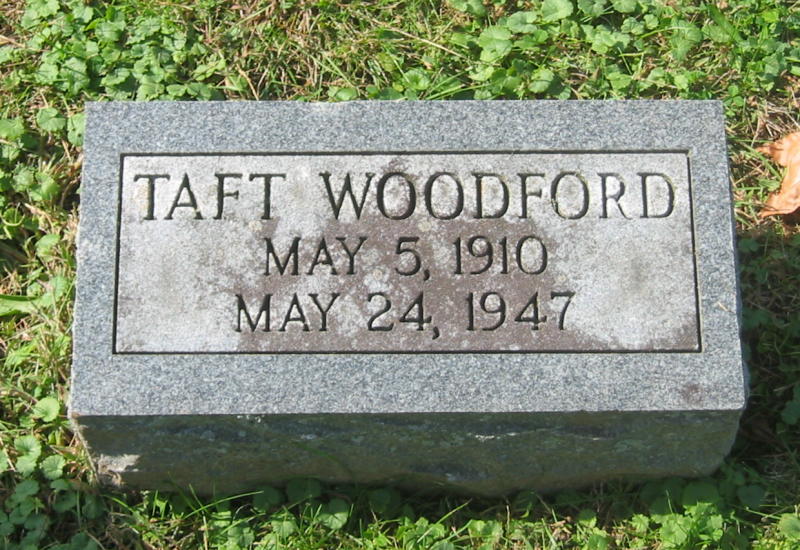 TAFT WOODFORD
MAY 5, 1910
MAY 24, 1947